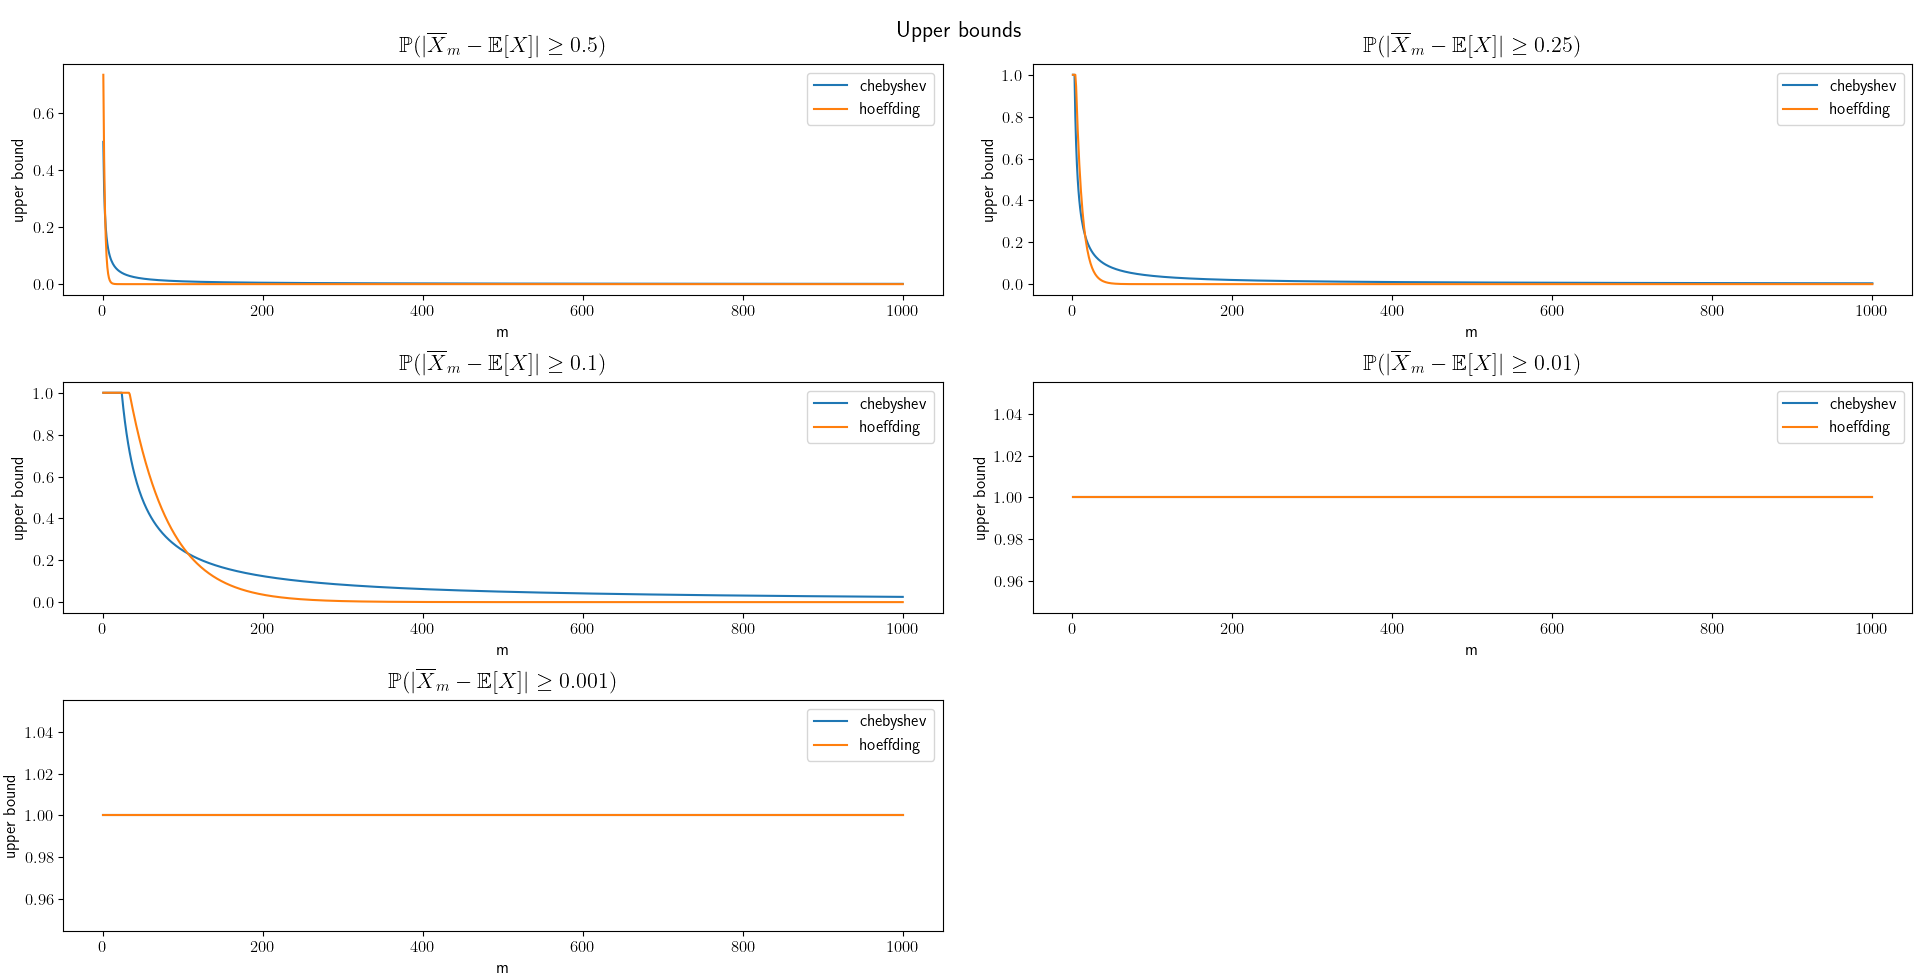 Upper bounds
ℙ(|X̅ₘ − 𝔼[X]| ≥ 0.5)
upper bound
0.6
0.4
0.2
0.0
chebyshev
hoeffding
0 200 400 600 800 1000
m
ℙ(|X̅ₘ − 𝔼[X]| ≥ 0.25)
upper bound
1.0
0.8
0.6
0.4
0.2
0.0
chebyshev
hoeffding
0 200 400 600 800 1000
m
ℙ(|X̅ₘ − 𝔼[X]| ≥ 0.1)
upper bound
1.0
0.8
0.6
0.4
0.2
0.0
chebyshev
hoeffding
0 200 400 600 800 1000
m
ℙ(|X̅ₘ − 𝔼[X]| ≥ 0.01)
upper bound
1.04
1.02
1.00
0.98
0.96
chebyshev
hoeffding
0 200 400 600 800 1000
m
ℙ(|X̅ₘ − 𝔼[X]| ≥ 0.001)
upper bound
1.04
1.02
1.00
0.98
0.96
chebyshev
hoeffding
0 200 400 600 800 1000
m